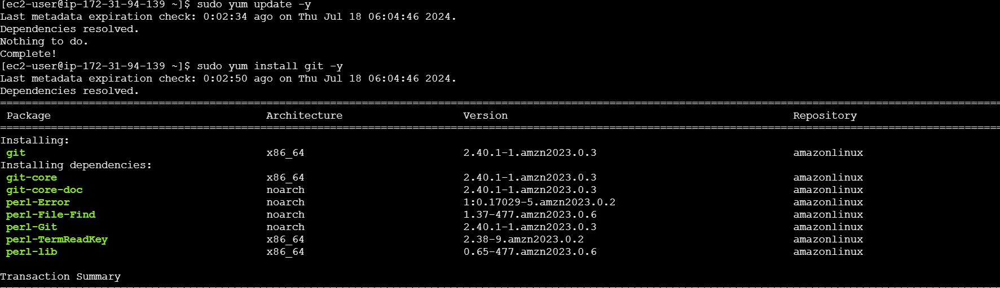 [ec2-user@ip-172-31-94-139 ~]$ sudo yum update -y
Last metadata expiration check: 0:02:34 ago on Thu Jul 18 06:04:46 2024.
Dependencies resolved.
Nothing to do.
Complete!
[ec2-user@ip-172-31-94-139 ~]$ sudo yum install git -y
Last metadata expiration check: 0:02:50 ago on Thu Jul 18 06:04:46 2024.
Dependencies resolved.
Package Architecture Version Repository
Installing:
git x86_64 2.40.1-1.amzn2023.0.3 amazonlinux
Installing dependencies:
git-core x86_64 2.40.1-1.amzn2023.0.3 amazonlinux
git-core-doc noarch 2.40.1-1.amzn2023.0.3 amazonlinux
perl-Error noarch 1:0.17029-5.amzn2023.0.2 amazonlinux
perl-File-Find noarch 1.37-477.amzn2023.0.6 amazonlinux
perl-Git noarch 2.40.1-1.amzn2023.0.3 amazonlinux
perl-TermReadKey x86_64 2.38-9.amzn2023.0.2 amazonlinux
perl-lib x86_64 0.65-477.amzn2023.0.6 amazonlinux
Transaction Summary